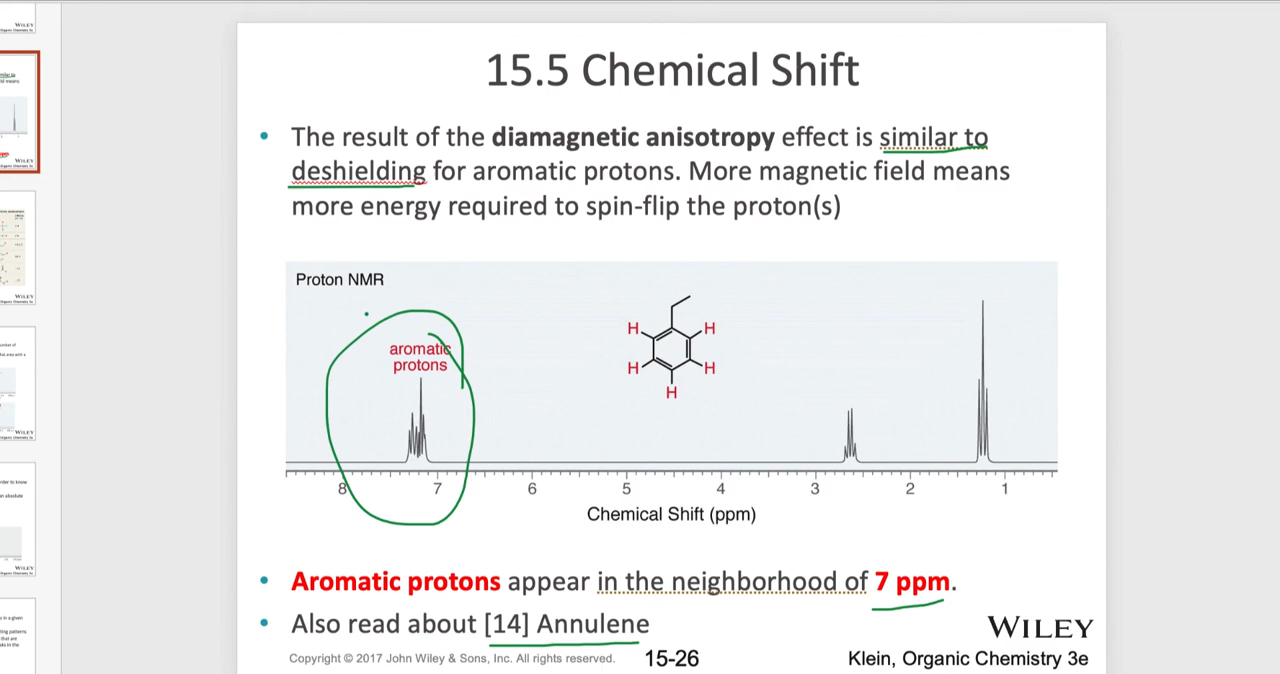 15.5 Chemical Shift
• The result of the diamagnetic anisotropy effect is similar to
deshielding for aromatic protons. More magnetic field means
more energy required to spin-flip the proton(s)
Proton NMR
aromatic
protons
H H
H H
H
8 7 6 5 4 3 2 1
Chemical Shift (ppm)
• Aromatic protons appear in the neighborhood of 7 ppm.
• Also read about [14] Annulene
WILEY
Copyright © 2017 John Wiley & Sons, Inc. All rights reserved.
15-26
Klein, Organic Chemistry 3e